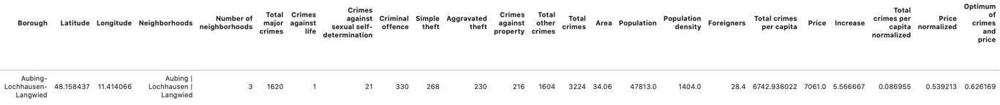 Borough Latitude Longitude Neighborhoods Number of neighborhoods Total major crimes Crimes against life Crimes against sexual self-determination Criminal offence Simple theft Aggravated theft Crimes against property Total other crimes Total crimes Area Population Population density Foreigners Total crimes per capita Price Increase Total crimes per capita normalized Price normalized Optimum of crimes and price
Aubing-Lochhausen-Langwied 48.158437 11.414066 Aubing | Lochhausen | Langwied 3 1620 1 21 330 268 230 216 1604 3224 34.06 47813.0 1404.0 28.4 6742.936022 7061.0 5.566667 0.086955 0.539213 0.626169